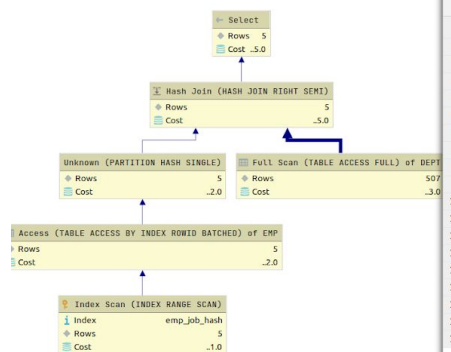 Select
Rows 5
Cost ..5.0
Hash Join (HASH JOIN RIGHT SEMI)
Rows 5
Cost ..5.0
Unknown (PARTITION HASH SINGLE)
Rows 5
Cost ..2.0
Full Scan (TABLE ACCESS FULL) of DEPT
Rows 507
Cost ..3.0
Access (TABLE ACCESS BY INDEX ROWID BATCHED) of EMP
Rows 5
Cost ..2.0
Index Scan (INDEX RANGE SCAN)
Index emp_job_hash
Rows 5
Cost ..1.0